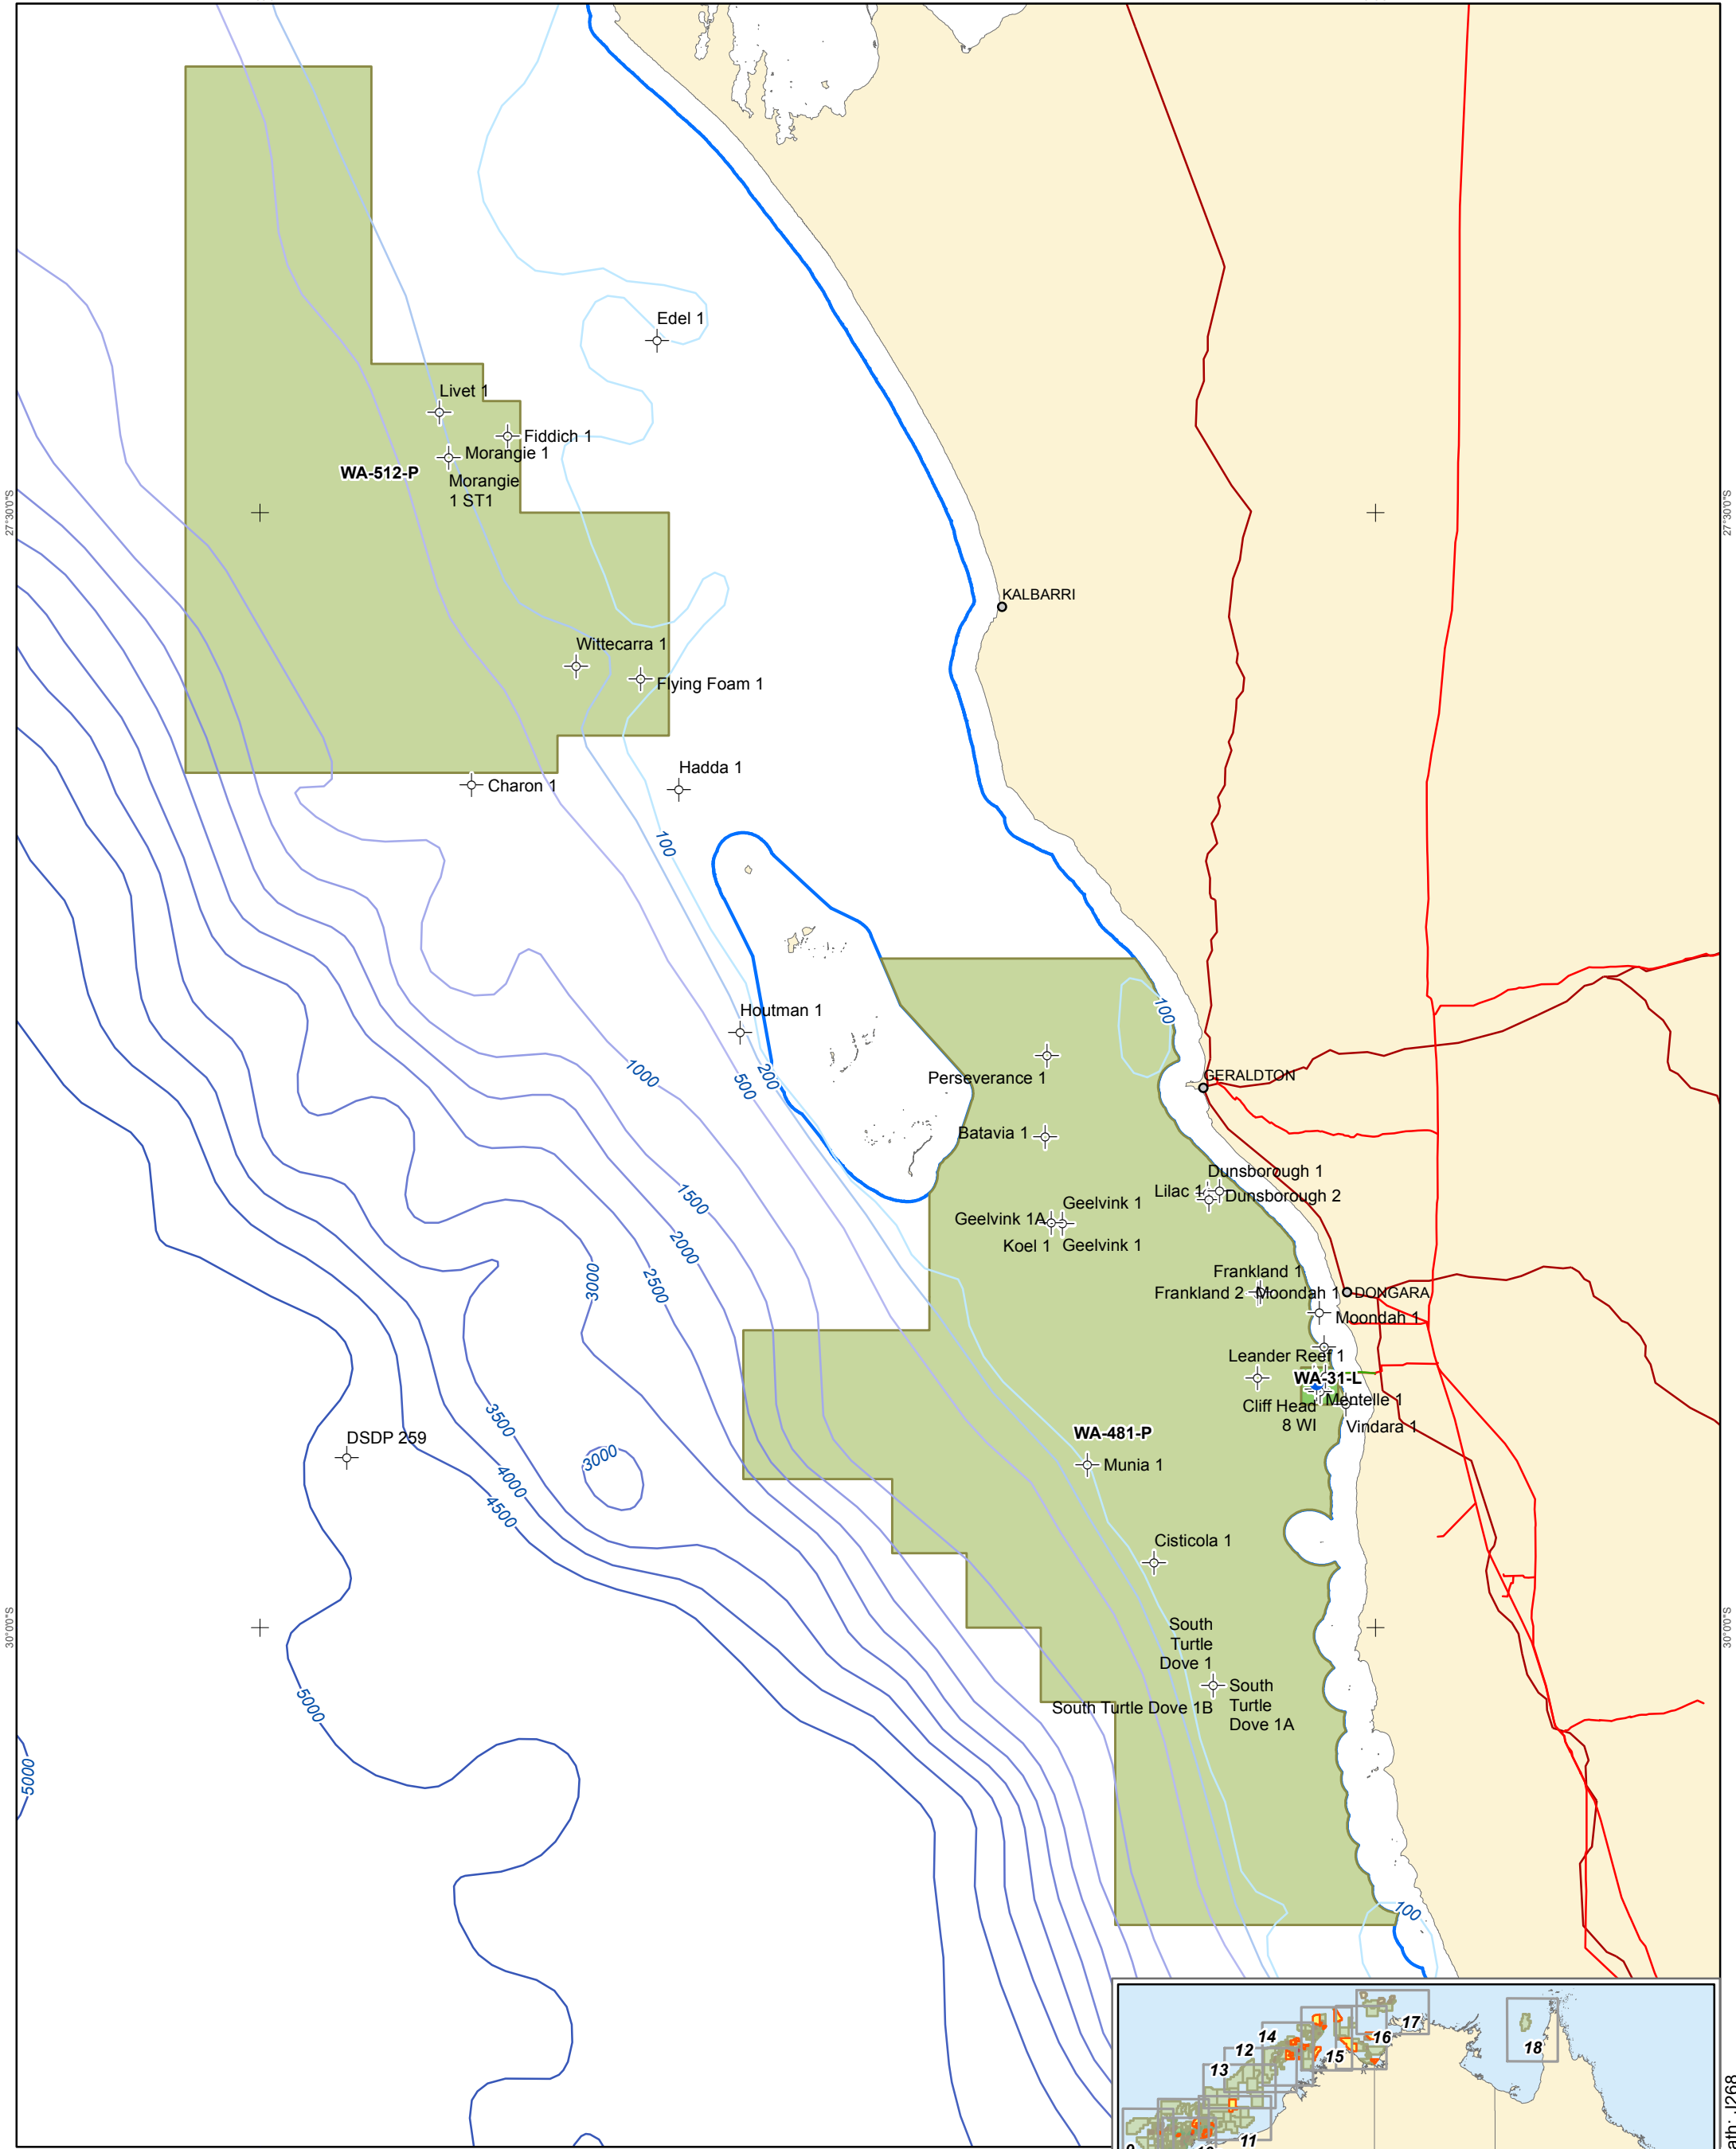 Edel 1
Livet 1
Fiddich 1
Morangie 1
WA-512-P
Morangie
1 ST1
27°30'0"S
27°30'0"S
KALBARRI
Wittecarra 1
Flying Foam 1
Hadda 1
Charon 1
100
Houtman 1
100
200
500
1000
Perseverance 1
GERALDTON
Batavia 1
Dunsborough 1
Lilac 1
Dunsborough 2
1500
Geelvink 1
Geelvink 1A
Koel 1
Geelvink 1
2000
2500
3000
Frankland 1
Frankland 2
Moondah 1
DONGARA
Moondah 1
Leander Reef 1
WA-31-L
Mentelle 1
Cliff Head
8 WI
Vindara 1
WA-481-P
DSDP 259
3500
3000
4000
4500
Munia 1
Cisticola 1
30°0'0"S
30°0'0"S
South
Turtle
Dove 1
South
Turtle
Dove 1A
South Turtle Dove 1B
5000
5000
100
17
14
16
12
15
18
13
11